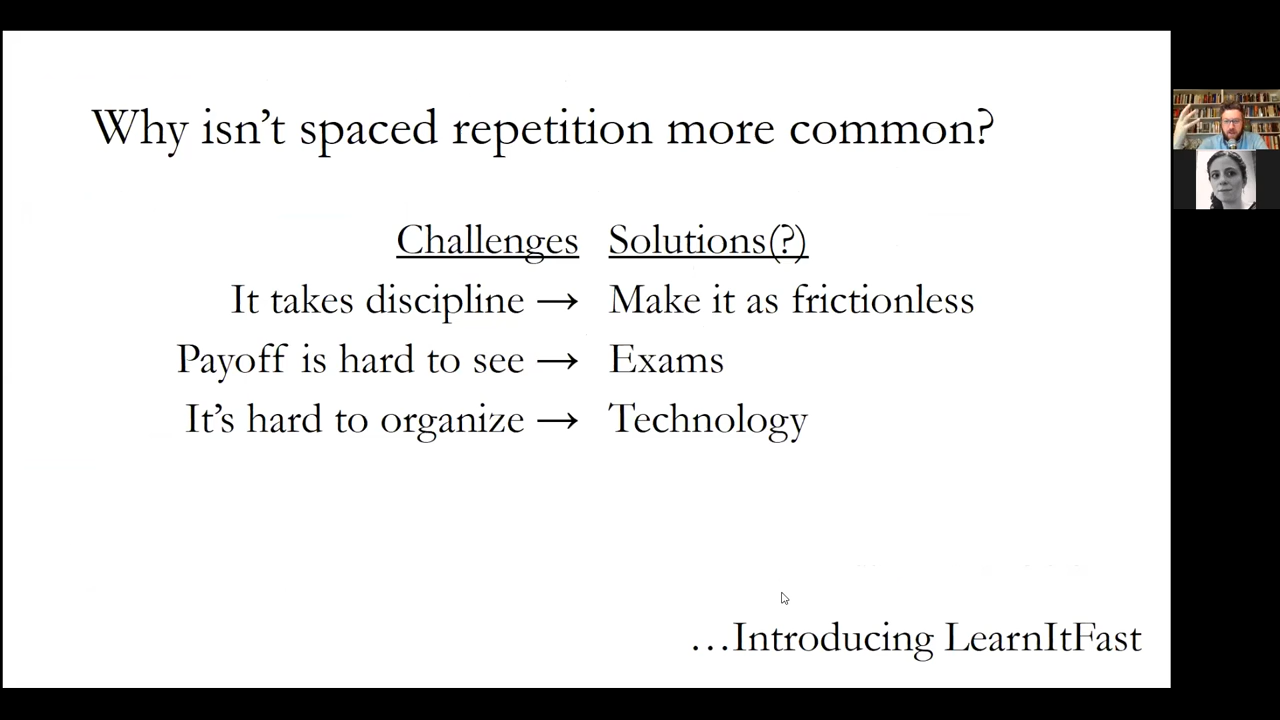 Why isn’t spaced repetition more common?
Challenges Solutions(?)
It takes discipline → Make it as frictionless
Payoff is hard to see → Exams
It’s hard to organize → Technology
…Introducing LearnItFast